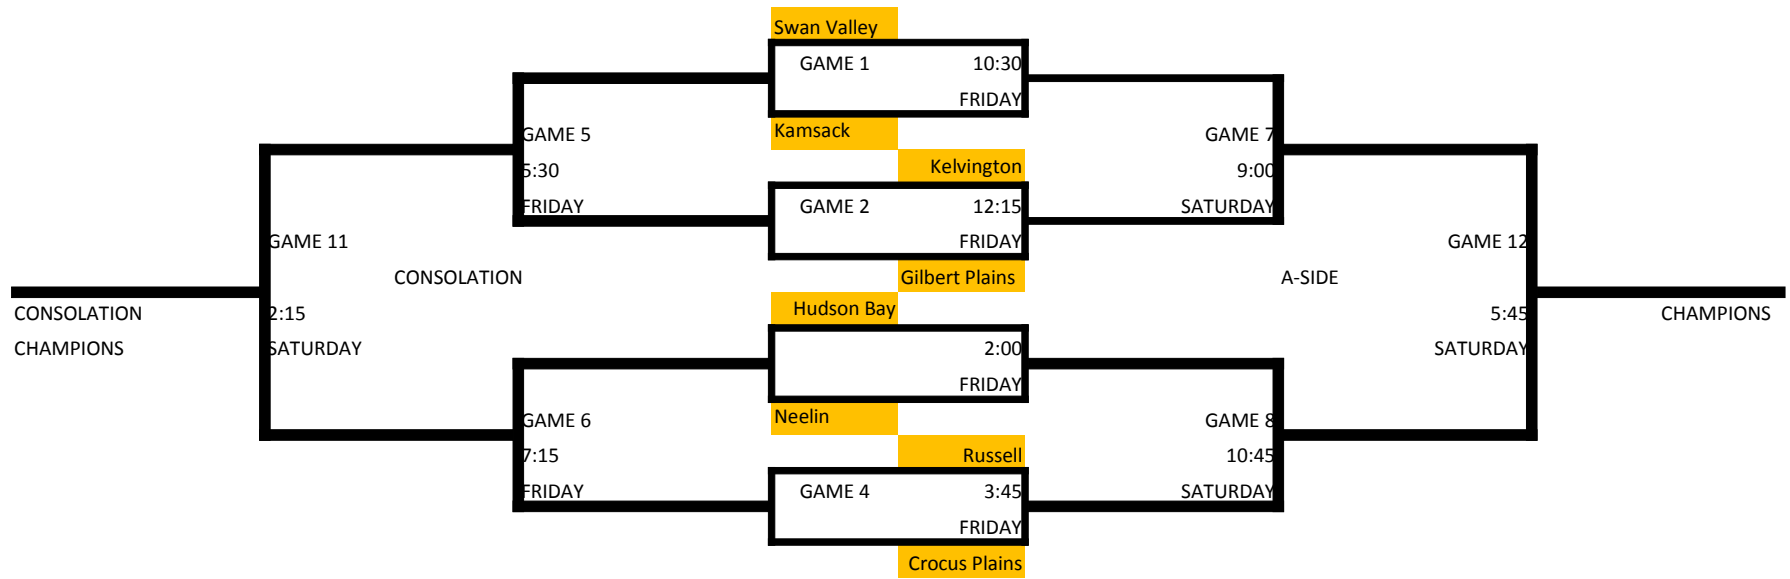 Swan Valley
GAME 1 10:30
FRIDAY
GAME 5 Kamsack GAME 7
5:30 Kelvington 9:00
FRIDAY GAME 2 12:15 SATURDAY
GAME 11 FRIDAY GAME 12
CONSOLATION Gilbert Plains A-SIDE
CONSOLATION 2:15 Hudson Bay 5:45 CHAMPIONS
CHAMPIONS SATURDAY 2:00 SATURDAY
FRIDAY
GAME 6 Neelin GAME 8
7:15 Russell 10:45
FRIDAY GAME 4 3:45 SATURDAY
FRIDAY
Crocus Plains